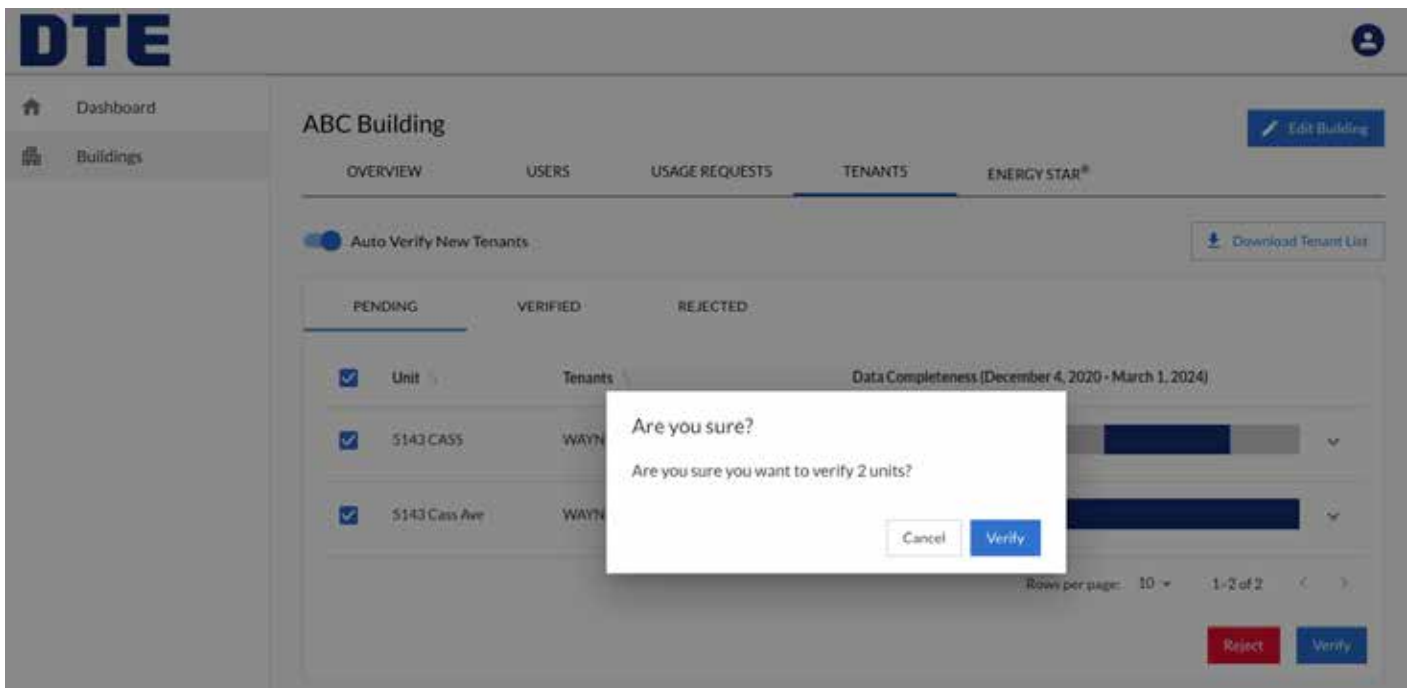 DTE
Dashboard
Buildings
ABC Building
Edit Building
OVERVIEW USERS USAGE REQUESTS TENANTS ENERGY STAR®
Auto Verify New Tenants
Download Tenant List
PENDING VERIFIED REJECTED
Unit Tenants Data Completeness (December 4, 2020 - March 1, 2024)
5143 CASS WAYN
5143 Cass Ave WAYN
Are you sure?
Are you sure you want to verify 2 units?
Cancel Verify
Rows per page: 10 1-2 of 2
Reject Verify